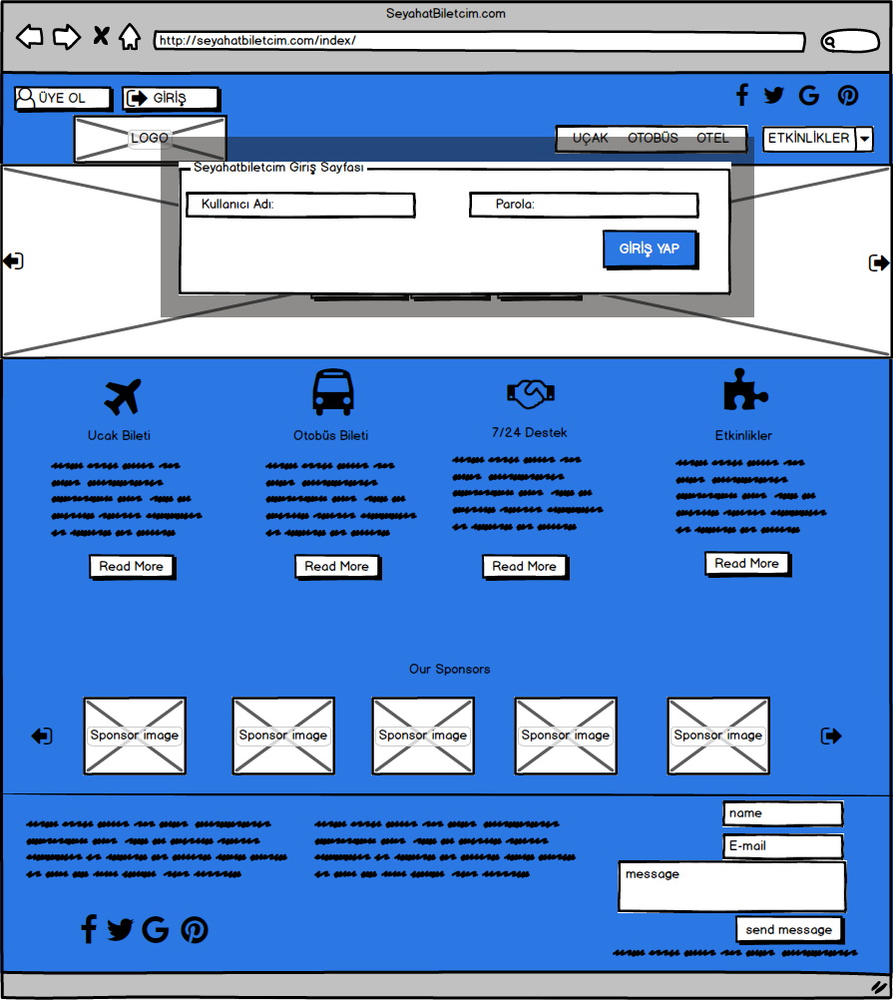 SeyahatBiletcim.com
http://seyahatbiletcim.com/index/
ÜYE OL GİRİŞ
LOGO
UÇAK OTOBÜS OTEL ETKİNLİKLER
Seyahatbiletcim Giriş Sayfası
Kullanıcı Adı: Parola:
GİRİŞ YAP
Ucak Bileti Otobüs Bileti 7/24 Destek Etkinlikler
Read More Read More Read More Read More
Our Sponsors
Sponsor image Sponsor image Sponsor image Sponsor image Sponsor image
name
E-mail
message
send message